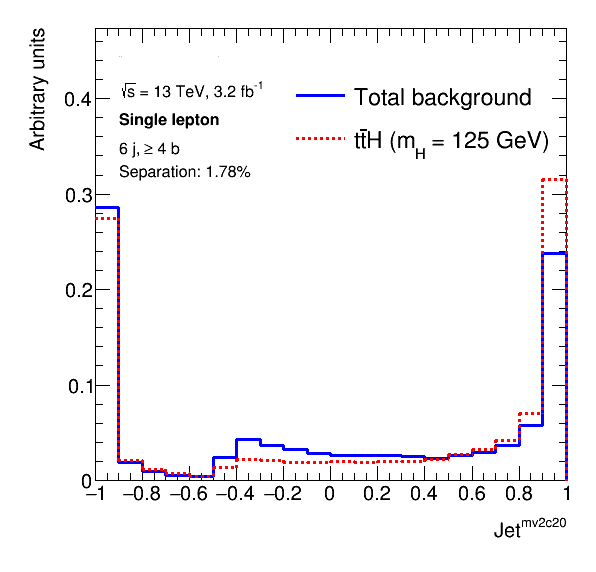 Arbitrary units
√s = 13 TeV, 3.2 fb⁻¹
Single lepton
6 j, ≥ 4 b
Separation: 1.78%
Total background
tt̄H (m_H = 125 GeV)
0.4
0.3
0.2
0.1
0
−1 −0.8 −0.6 −0.4 −0.2 0 0.2 0.4 0.6 0.8 1
Jet^mv2c20